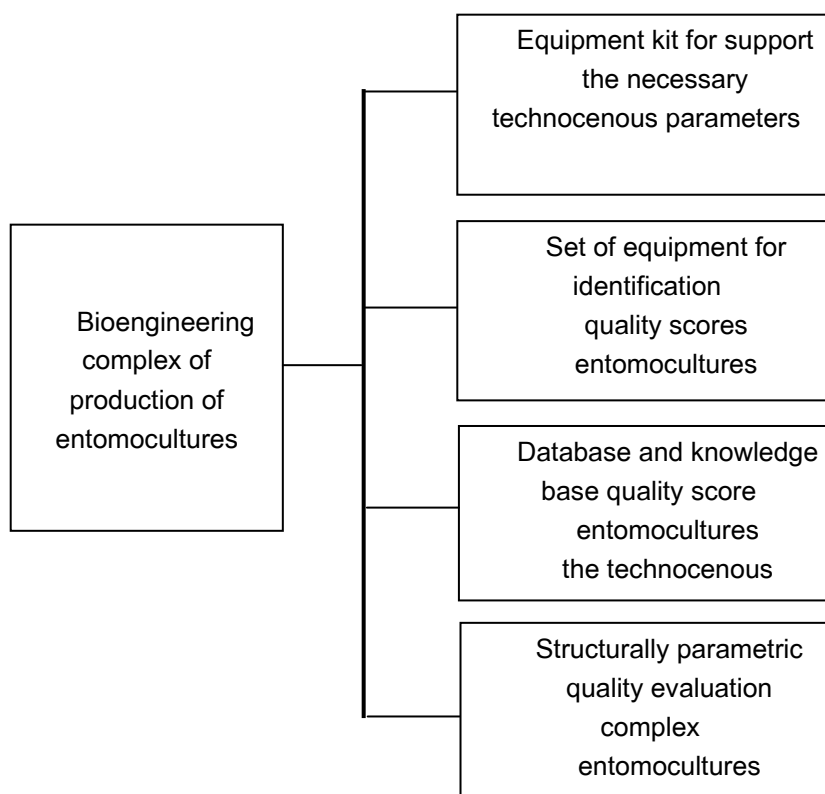 Equipment kit for support
the necessary
technocenous parameters
Set of equipment for
identification
quality scores
entomocultures
Bioengineering
complex of
production of
entomocultures
Database and knowledge
base quality score
entomocultures
the technocenous
Structurally parametric
quality evaluation
complex
entomocultures